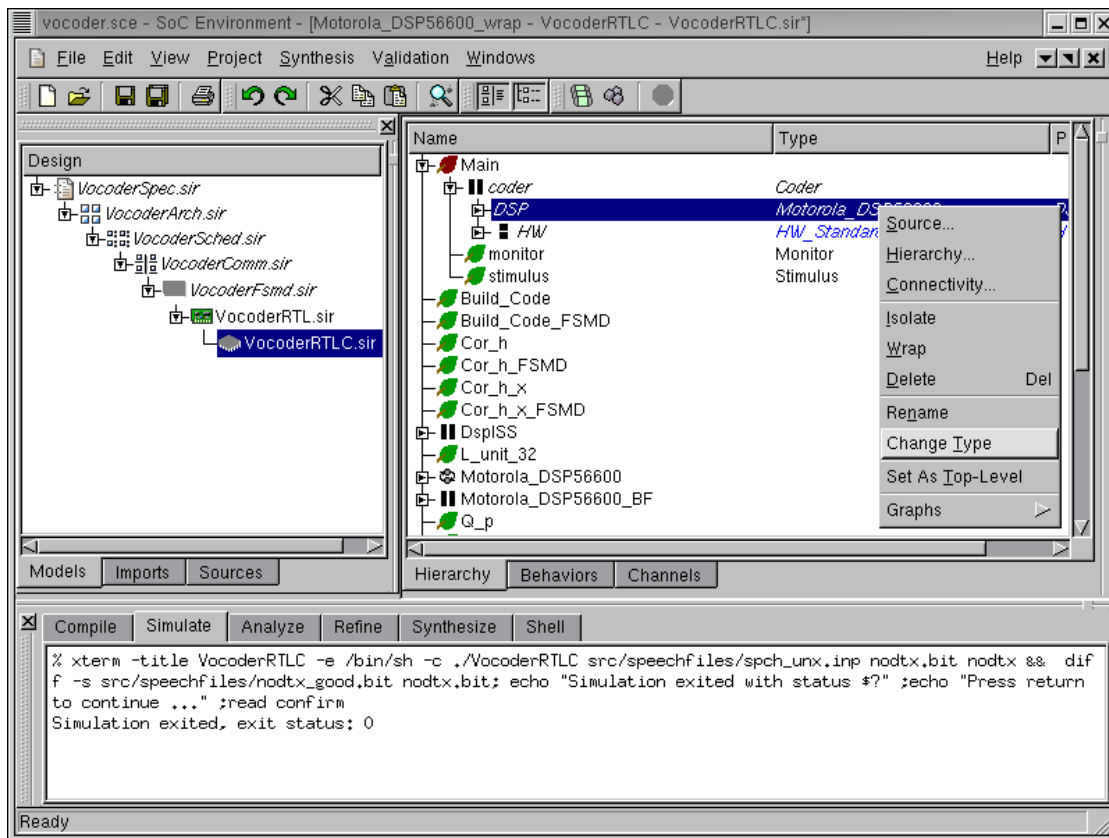 vocoder.sce - SoC Environment - [Motorola_DSP56600_wrap - VocoderRTLC - VocoderRTLC.sir*]
File Edit View Project Synthesis Validation Windows Help
Design
VocoderSpec.sir
VocoderArch.sir
VocoderSched.sir
VocoderComm.sir
VocoderFsmd.sir
VocoderRTL.sir
VocoderRTLC.sir
Models Imports Sources
Name Type P
Main
coder Coder
DSP
HW
monitor Monitor
stimulus Stimulus
Build_Code
Build_Code_FSMD
Cor_h
Cor_h_FSMD
Cor_h_x
Cor_h_x_FSMD
DspISS
L_unit_32
Motorola_DSP56600
Motorola_DSP56600_BF
Q_p
Source...
Hierarchy...
Connectivity...
Isolate
Wrap
Delete Del
Rename
Change Type
Set As Top-Level
Graphs
Hierarchy Behaviors Channels
Compile Simulate Analyze Refine Synthesize Shell
% xterm -title VocoderRTLC -e /bin/sh -c ./VocoderRTLC src/speechfiles/spch_unx.inp nodtx.bit nodtx && dif
f -s src/speechfiles/nodtx_good.bit nodtx.bit; echo "Simulation exited with status $?" ;echo "Press return
to continue ..." ;read confirm
Simulation exited, exit status: 0
Ready